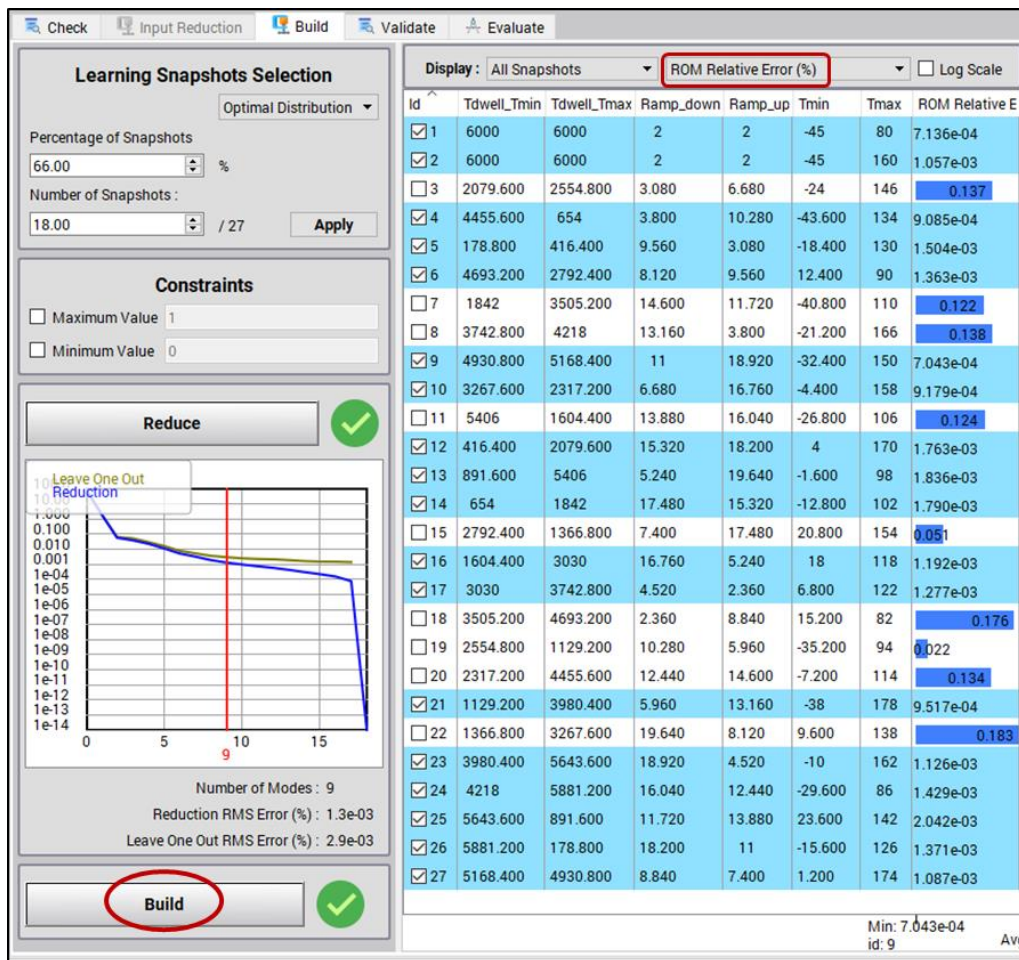 Check Input Reduction Build Validate Evaluate
Learning Snapshots Selection
Optimal Distribution
Percentage of Snapshots
66.00 %
Number of Snapshots :
18.00 / 27 Apply
Constraints
Maximum Value 1
Minimum Value 0
Reduce
Leave One Out
Reduction
0.100
0.010
0.001
1e-04
1e-05
1e-06
1e-07
1e-08
1e-09
1e-10
1e-11
1e-12
1e-13
1e-14
0 5 10 15
9
Number of Modes : 9
Reduction RMS Error (%) : 1.3e-03
Leave One Out RMS Error (%) : 2.9e-03
Build
Display : All Snapshots ROM Relative Error (%) Log Scale
Id Tdwell_Tmin Tdwell_Tmax Ramp_down Ramp_up Tmin Tmax ROM Relative E
1 6000 6000 2 2 -45 80 7.136e-04
2 6000 6000 2 2 -45 160 1.057e-03
3 2079.600 2554.800 3.080 6.680 -24 146 0.137
4 4455.600 654 3.800 10.280 -43.600 134 9.085e-04
5 178.800 416.400 9.560 3.080 -18.400 130 1.504e-03
6 4693.200 2792.400 8.120 9.560 12.400 90 1.363e-03
7 1842 3505.200 14.600 11.720 -40.800 110 0.122
8 3742.800 4218 13.160 3.800 -21.200 166 0.138
9 4930.800 5168.400 11 18.920 -32.400 150 7.043e-04
10 3267.600 2317.200 6.680 16.760 -4.400 158 9.179e-04
11 5406 1604.400 13.880 16.040 -26.800 106 0.124
12 416.400 2079.600 15.320 18.200 4 170 1.763e-03
13 891.600 5406 5.240 19.640 -1.600 98 1.836e-03
14 654 1842 17.480 15.320 -12.800 102 1.790e-03
15 2792.400 1366.800 7.400 17.480 20.800 154 0.051
16 1604.400 3030 16.760 5.240 18 118 1.192e-03
17 3030 3742.800 4.520 2.360 6.800 122 1.277e-03
18 3505.200 4693.200 2.360 8.840 15.200 82 0.176
19 2554.800 1129.200 10.280 5.960 -35.200 94 0.022
20 2317.200 4455.600 12.440 14.600 -7.200 114 0.134
21 1129.200 3980.400 5.960 13.160 -38 178 9.517e-04
22 1366.800 3267.600 19.640 8.120 9.600 138 0.183
23 3980.400 5643.600 18.920 4.520 -10 162 1.126e-03
24 4218 5881.200 16.040 12.440 -29.600 86 1.429e-03
25 5643.600 891.600 11.720 13.880 23.600 142 2.042e-03
26 5881.200 178.800 18.200 11 -15.600 126 1.371e-03
27 5168.400 4930.800 8.840 7.400 1.200 174 1.087e-03
Min: 7.043e-04
id: 9 Av